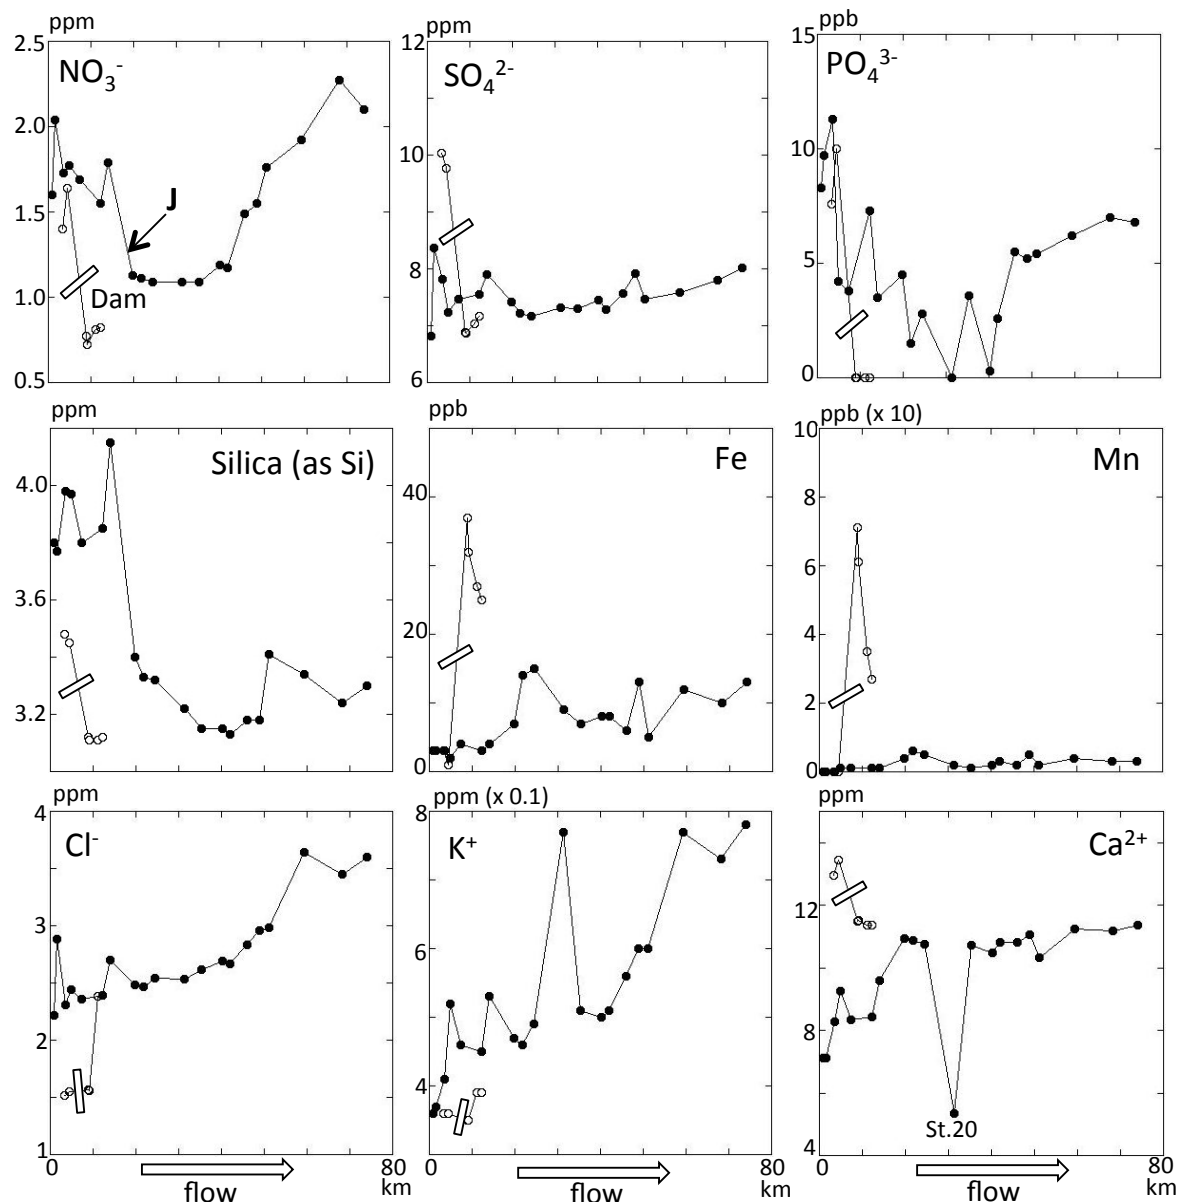 ppm
NO₃⁻
2.5
2.0
1.5
1.0
0.5
J
Dam
ppm
SO₄²⁻
12
10
8
6
ppb
PO₄³⁻
15
10
5
0
ppm
Silica (as Si)
4.0
3.6
3.2
ppb
Fe
40
20
0
ppb (x 10)
Mn
10
8
6
4
2
0
ppm
Cl⁻
4
3
2
1
0
80
km
flow
ppm (x 0.1)
K⁺
8
6
4
0
80
km
flow
ppm
Ca²⁺
12
8
4
St.20
0
80
km
flow